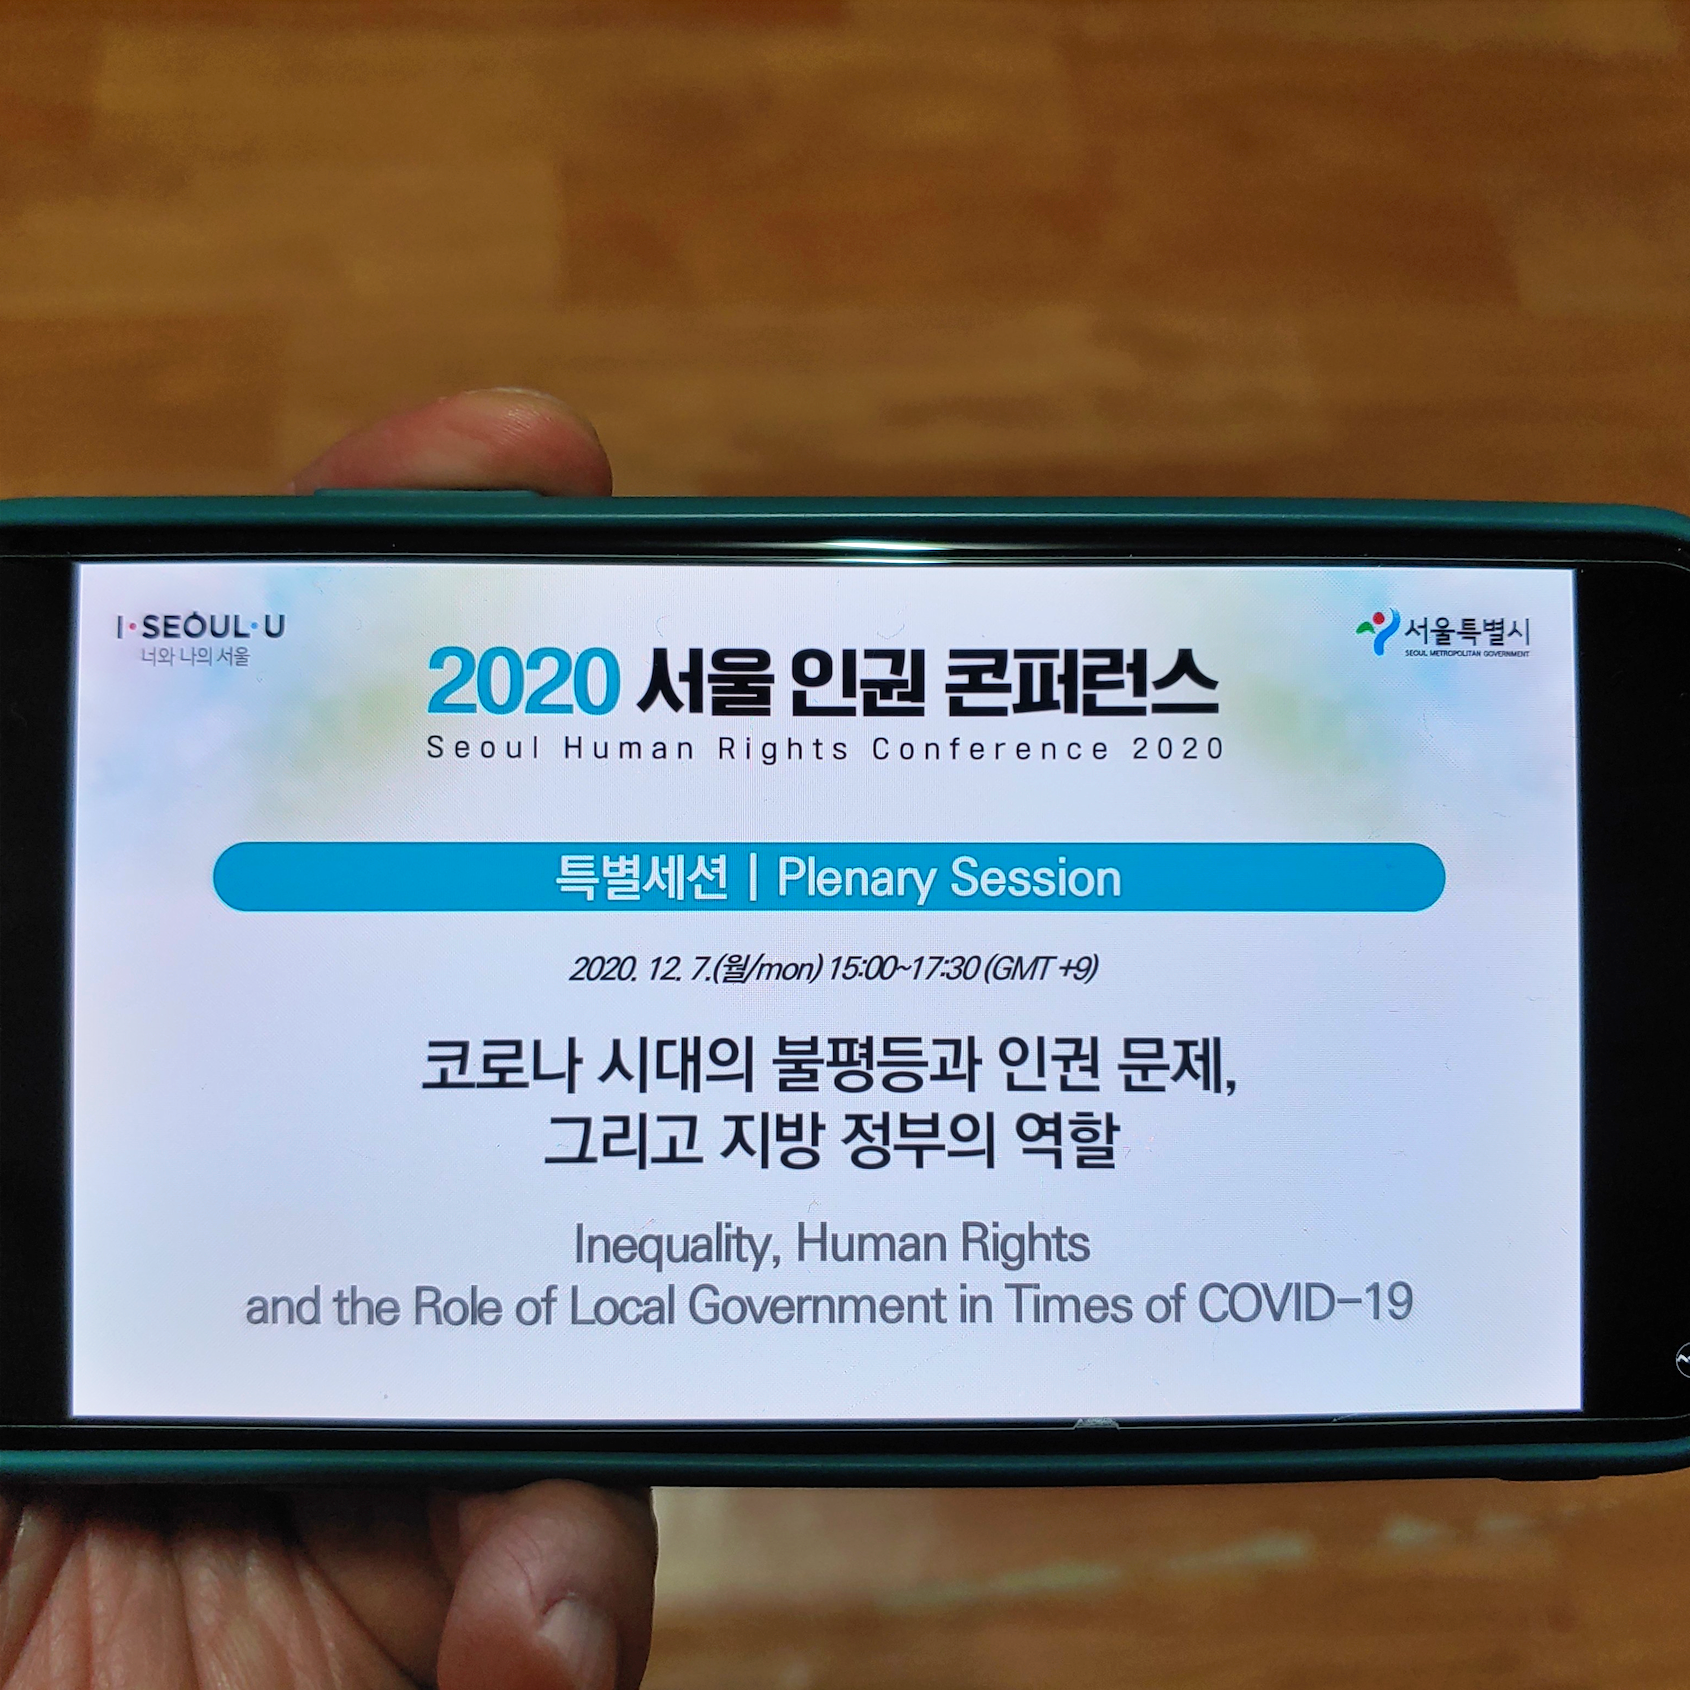 I·SEOUL·U
너와 나의 서울
서울특별시
SEOUL METROPOLITAN GOVERNMENT
2020 서울 인권 콘퍼런스
Seoul Human Rights Conference 2020
특별세션 | Plenary Session
2020. 12. 7.(월/mon) 15:00~17:30 (GMT +9)
코로나 시대의 불평등과 인권 문제,
그리고 지방 정부의 역할
Inequality, Human Rights
and the Role of Local Government in Times of COVID-19